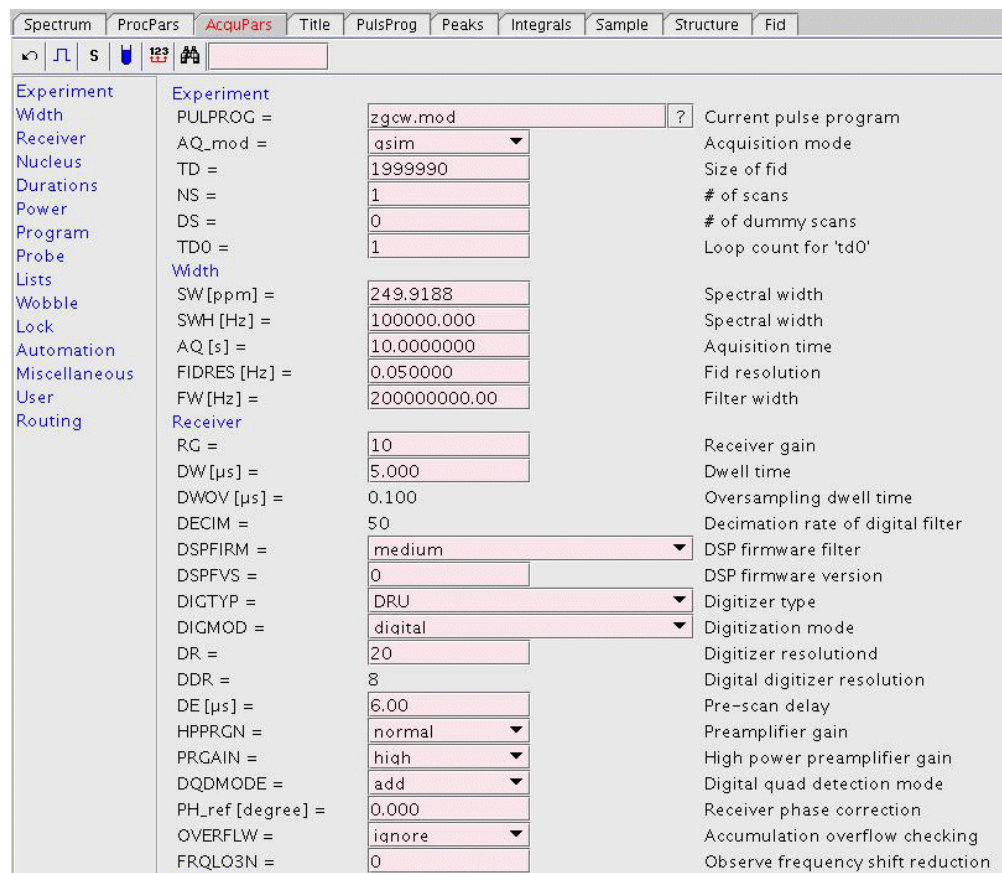 Spectrum ProcPars AcquPars Title PulsProg Peaks Integrals Sample Structure Fid
S 123
Experiment
Width
Receiver
Nucleus
Durations
Power
Program
Probe
Lists
Wobble
Lock
Automation
Miscellaneous
User
Routing
Experiment
PULPROG = zgcw.mod ? Current pulse program
AQ_mod = qsim Acquisition mode
TD = 1999990 Size of fid
NS = 1 # of scans
DS = 0 # of dummy scans
TD0 = 1 Loop count for 'td0'
Width
SW [ppm] = 249.9188 Spectral width
SWH [Hz] = 100000.000 Spectral width
AQ [s] = 10.0000000 Aquisition time
FIDRES [Hz] = 0.050000 Fid resolution
FW [Hz] = 200000000.00 Filter width
Receiver
RG = 10 Receiver gain
DW [µs] = 5.000 Dwell time
DWOV [µs] = 0.100 Oversampling dwell time
DECIM = 50 Decimation rate of digital filter
DSPFIRM = medium DSP firmware filter
DSPFVS = 0 DSP firmware version
DIGTYP = DRU Digitizer type
DIGMOD = digital Digitization mode
DR = 20 Digitizer resolutiond
DDR = 8 Digital digitizer resolution
DE [µs] = 6.00 Pre-scan delay
HPPRGN = normal Preamplifier gain
PRGAIN = high High power preamplifier gain
DQDMODE = add Digital quad detection mode
PH_ref [degree] = 0.000 Receiver phase correction
OVERFLW = ignore Accumulation overflow checking
FRQLO3N = 0 Observe frequency shift reduction